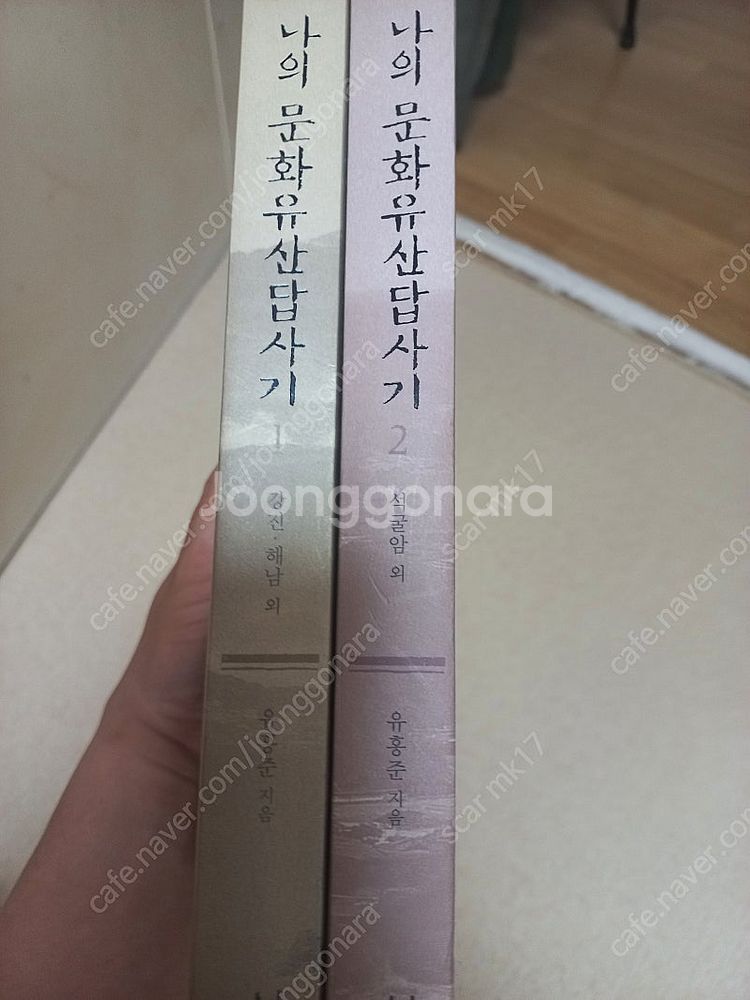 나의 문화유산답사기
1
강진·해남 외
유홍준 지음
나의 문화유산답사기
2
석굴암 외
유홍준 지음
Joonggonara
cafe.naver.com/joonggonara
scar mk17